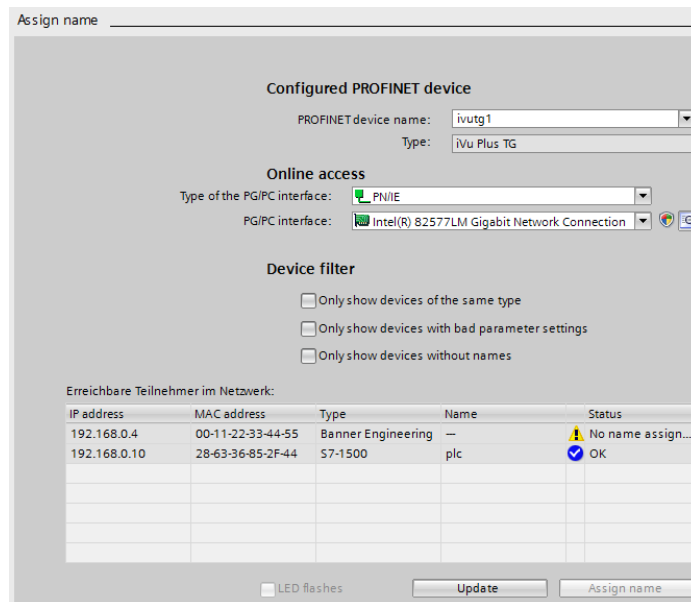 Assign name
Configured PROFINET device
PROFINET device name: ivutg1
Type: iVu Plus TG
Online access
Type of the PG/PC interface: PN/IE
PG/PC interface: Intel(R) 82577LM Gigabit Network Connection
Device filter
Only show devices of the same type
Only show devices with bad parameter settings
Only show devices without names
Erreichbare Teilnehmer im Netzwerk:
IP address MAC address Type Name Status
192.168.0.4 00-11-22-33-44-55 Banner Engineering — No name assign...
192.168.0.10 28-63-36-85-2F-44 S7-1500 plc OK
LED flashes Update Assign name